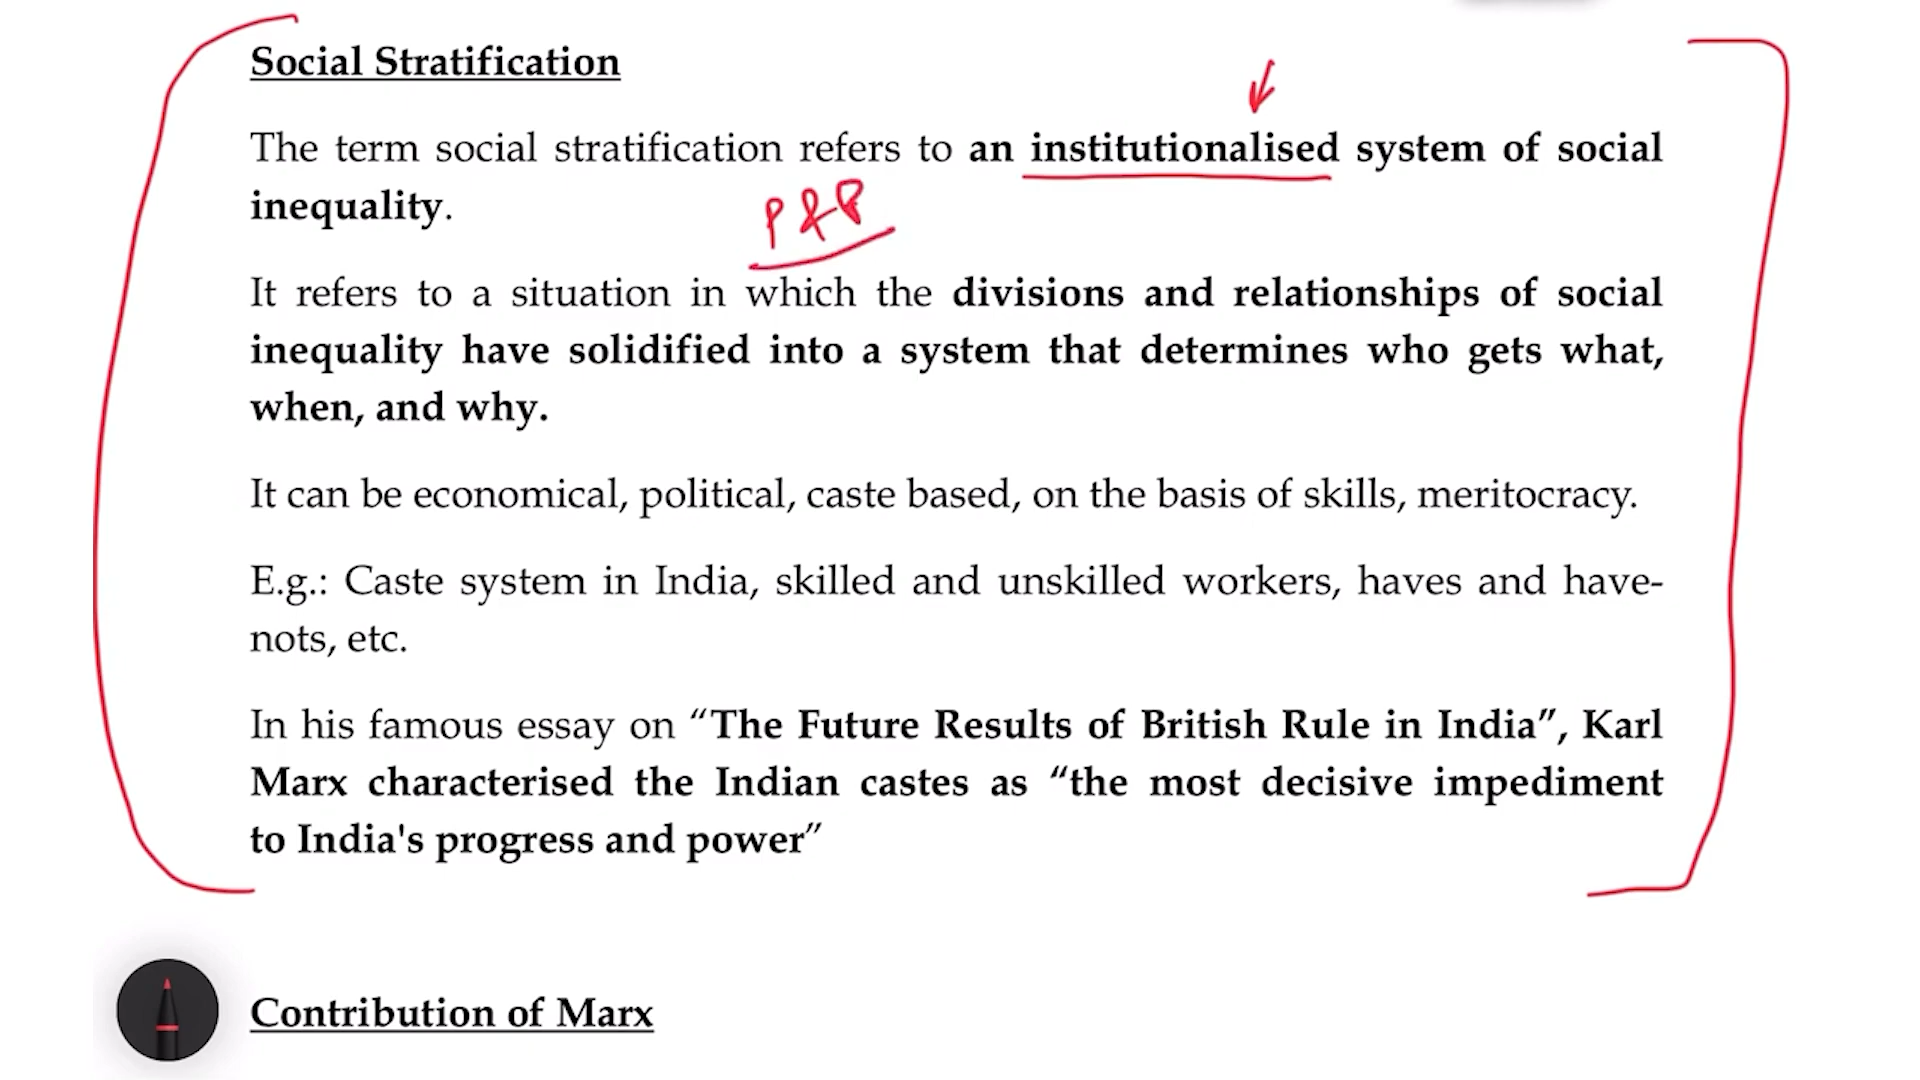 Social Stratification
The term social stratification refers to an institutionalised system of social
inequality.
P & P
It refers to a situation in which the divisions and relationships of social
inequality have solidified into a system that determines who gets what,
when, and why.
It can be economical, political, caste based, on the basis of skills, meritocracy.
E.g.: Caste system in India, skilled and unskilled workers, haves and have-
nots, etc.
In his famous essay on “The Future Results of British Rule in India”, Karl
Marx characterised the Indian castes as “the most decisive impediment
to India's progress and power”
Contribution of Marx